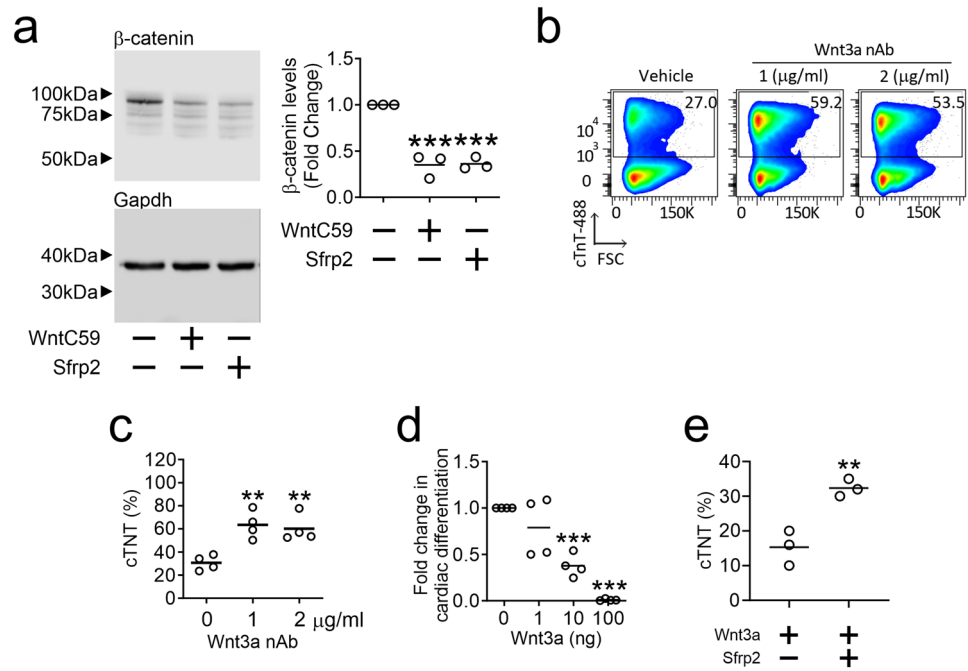 a
β-catenin
100kDa
75kDa
50kDa
Gapdh
40kDa
30kDa
WntC59 − + −
Sfrp2 − − +
β-catenin levels
(Fold Change)
1.5
1.0
0.5
0.0
*** ***
WntC59 − + −
Sfrp2 − − +
b
Wnt3a nAb
Vehicle 1 (μg/ml) 2 (μg/ml)
27.0 59.2 53.5
10⁴
10³
0
0 150K 0 150K 0 150K
cTnT-488
FSC
c
cTNT (%)
120
100
80
60
40
20
0
** **
0 1 2 μg/ml
Wnt3a nAb
d
Fold change in
cardiac differentiation
1.5
1.0
0.5
0.0
***
***
0 1 10 100
Wnt3a (ng)
e
cTNT (%)
40
30
20
10
0
**
Wnt3a + +
Sfrp2 − +